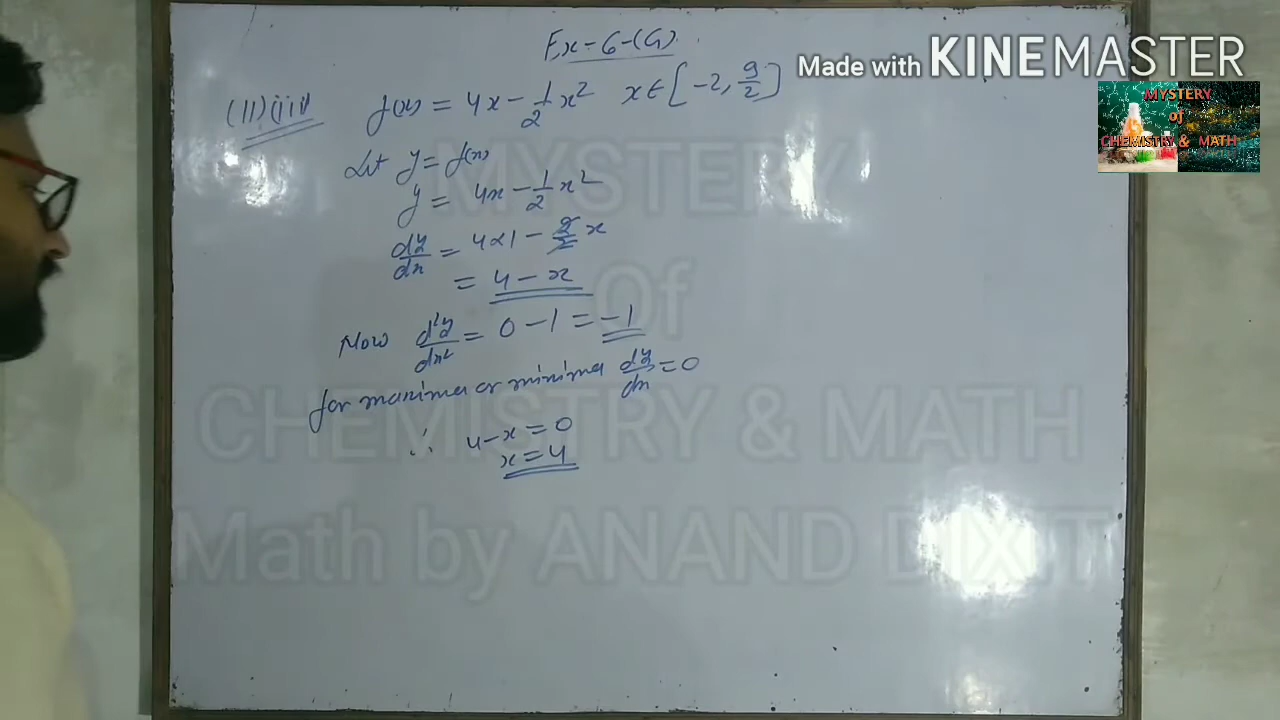 Ex-6-(G)
Made with KINEMASTER
MYSTERY
of
CHEMISTRY & MATH
(11)(iii) f(x) = 4x - 1/2 x² x ∈ [-2, 9/2]
Let y = f(x)
y = 4x - 1/2 x²
dy/dx = 4×1 - 2/2 x
= 4 - x
Now d²y/dx² = 0 - 1 = -1
for maxima or minima dy/dx = 0
∴ 4-x = 0
x = 4
MYSTERY
Of
CHEMISTRY & MATH
Math by ANAND DIXIT